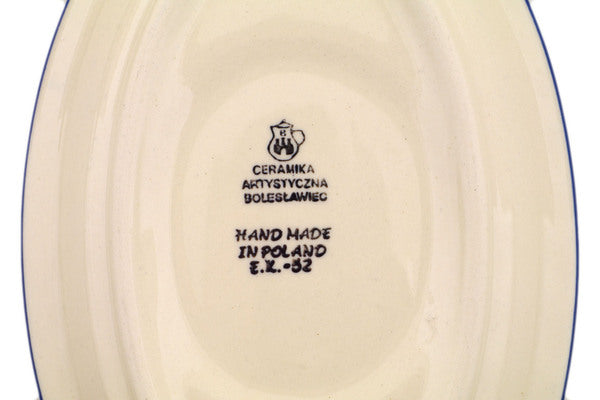 B
CERAMIKA
ARTYSTYCZNA
BOLESŁAWIEC
HAND MADE
IN POLAND
E.K.-52